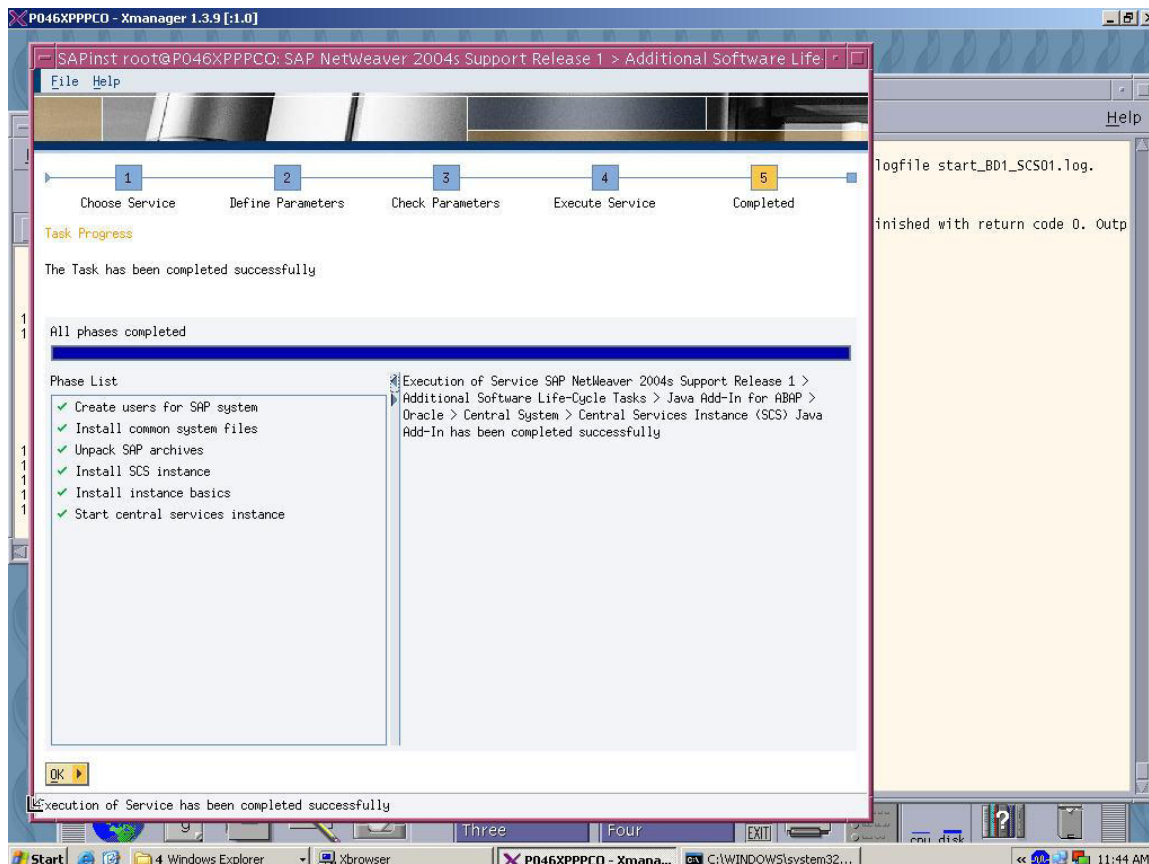 P046XPPPCO - Xmanager 1.3.9 [:1.0]
SAPinst root@P046XPPPCO: SAP NetWeaver 2004s Support Release 1 > Additional Software Life-
File Help
Help
1 2 3 4 5
Choose Service Define Parameters Check Parameters Execute Service Completed
Task Progress
The Task has been completed successfully
All phases completed
Phase List
✓ Create users for SAP system
✓ Install common system files
✓ Unpack SAP archives
✓ Install SCS instance
✓ Install instance basics
✓ Start central services instance
Execution of Service SAP NetWeaver 2004s Support Release 1 >
Additional Software Life-Cycle Tasks > Java Add-In for ABAP >
Oracle > Central System > Central Services Instance (SCS) Java
Add-In has been completed successfully
logfile start_BD1_SCS01.log.
inished with return code 0. Outp
OK
Execution of Service has been completed successfully
Three Four EXIT cpu disk
Start 4 Windows Explorer Xbrowser P046XPPPCO - Xmana... C:\WINDOWS\system32... 11:44 AM